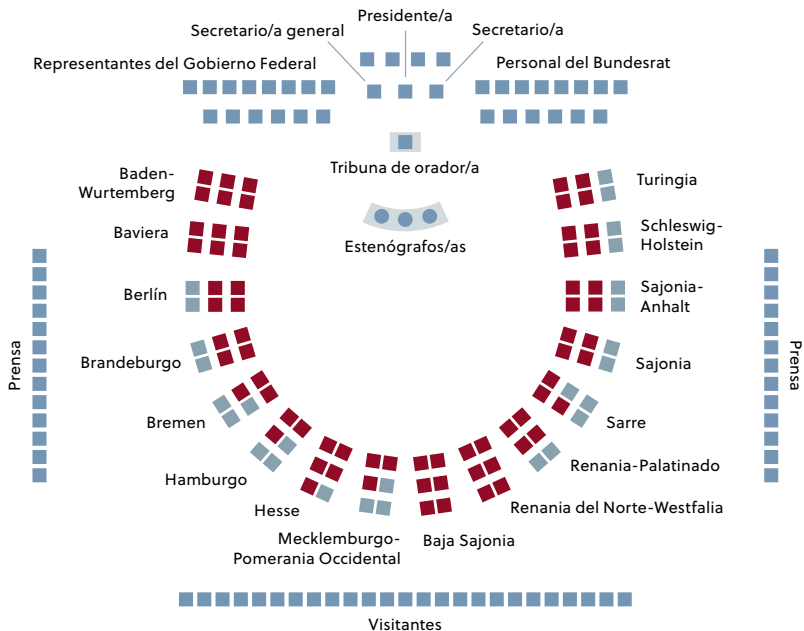 Presidente/a
Secretario/a general
Secretario/a
Representantes del Gobierno Federal
Personal del Bundesrat
Tribuna de orador/a
Estenógrafos/as
Baden-
Wurtemberg
Baviera
Berlín
Brandeburgo
Bremen
Hamburgo
Hesse
Mecklemburgo-
Pomerania Occidental
Baja Sajonia
Renania del Norte-Westfalia
Renania-Palatinado
Sarre
Sajonia
Sajonia-
Anhalt
Schleswig-
Holstein
Turingia
Prensa
Prensa
Visitantes